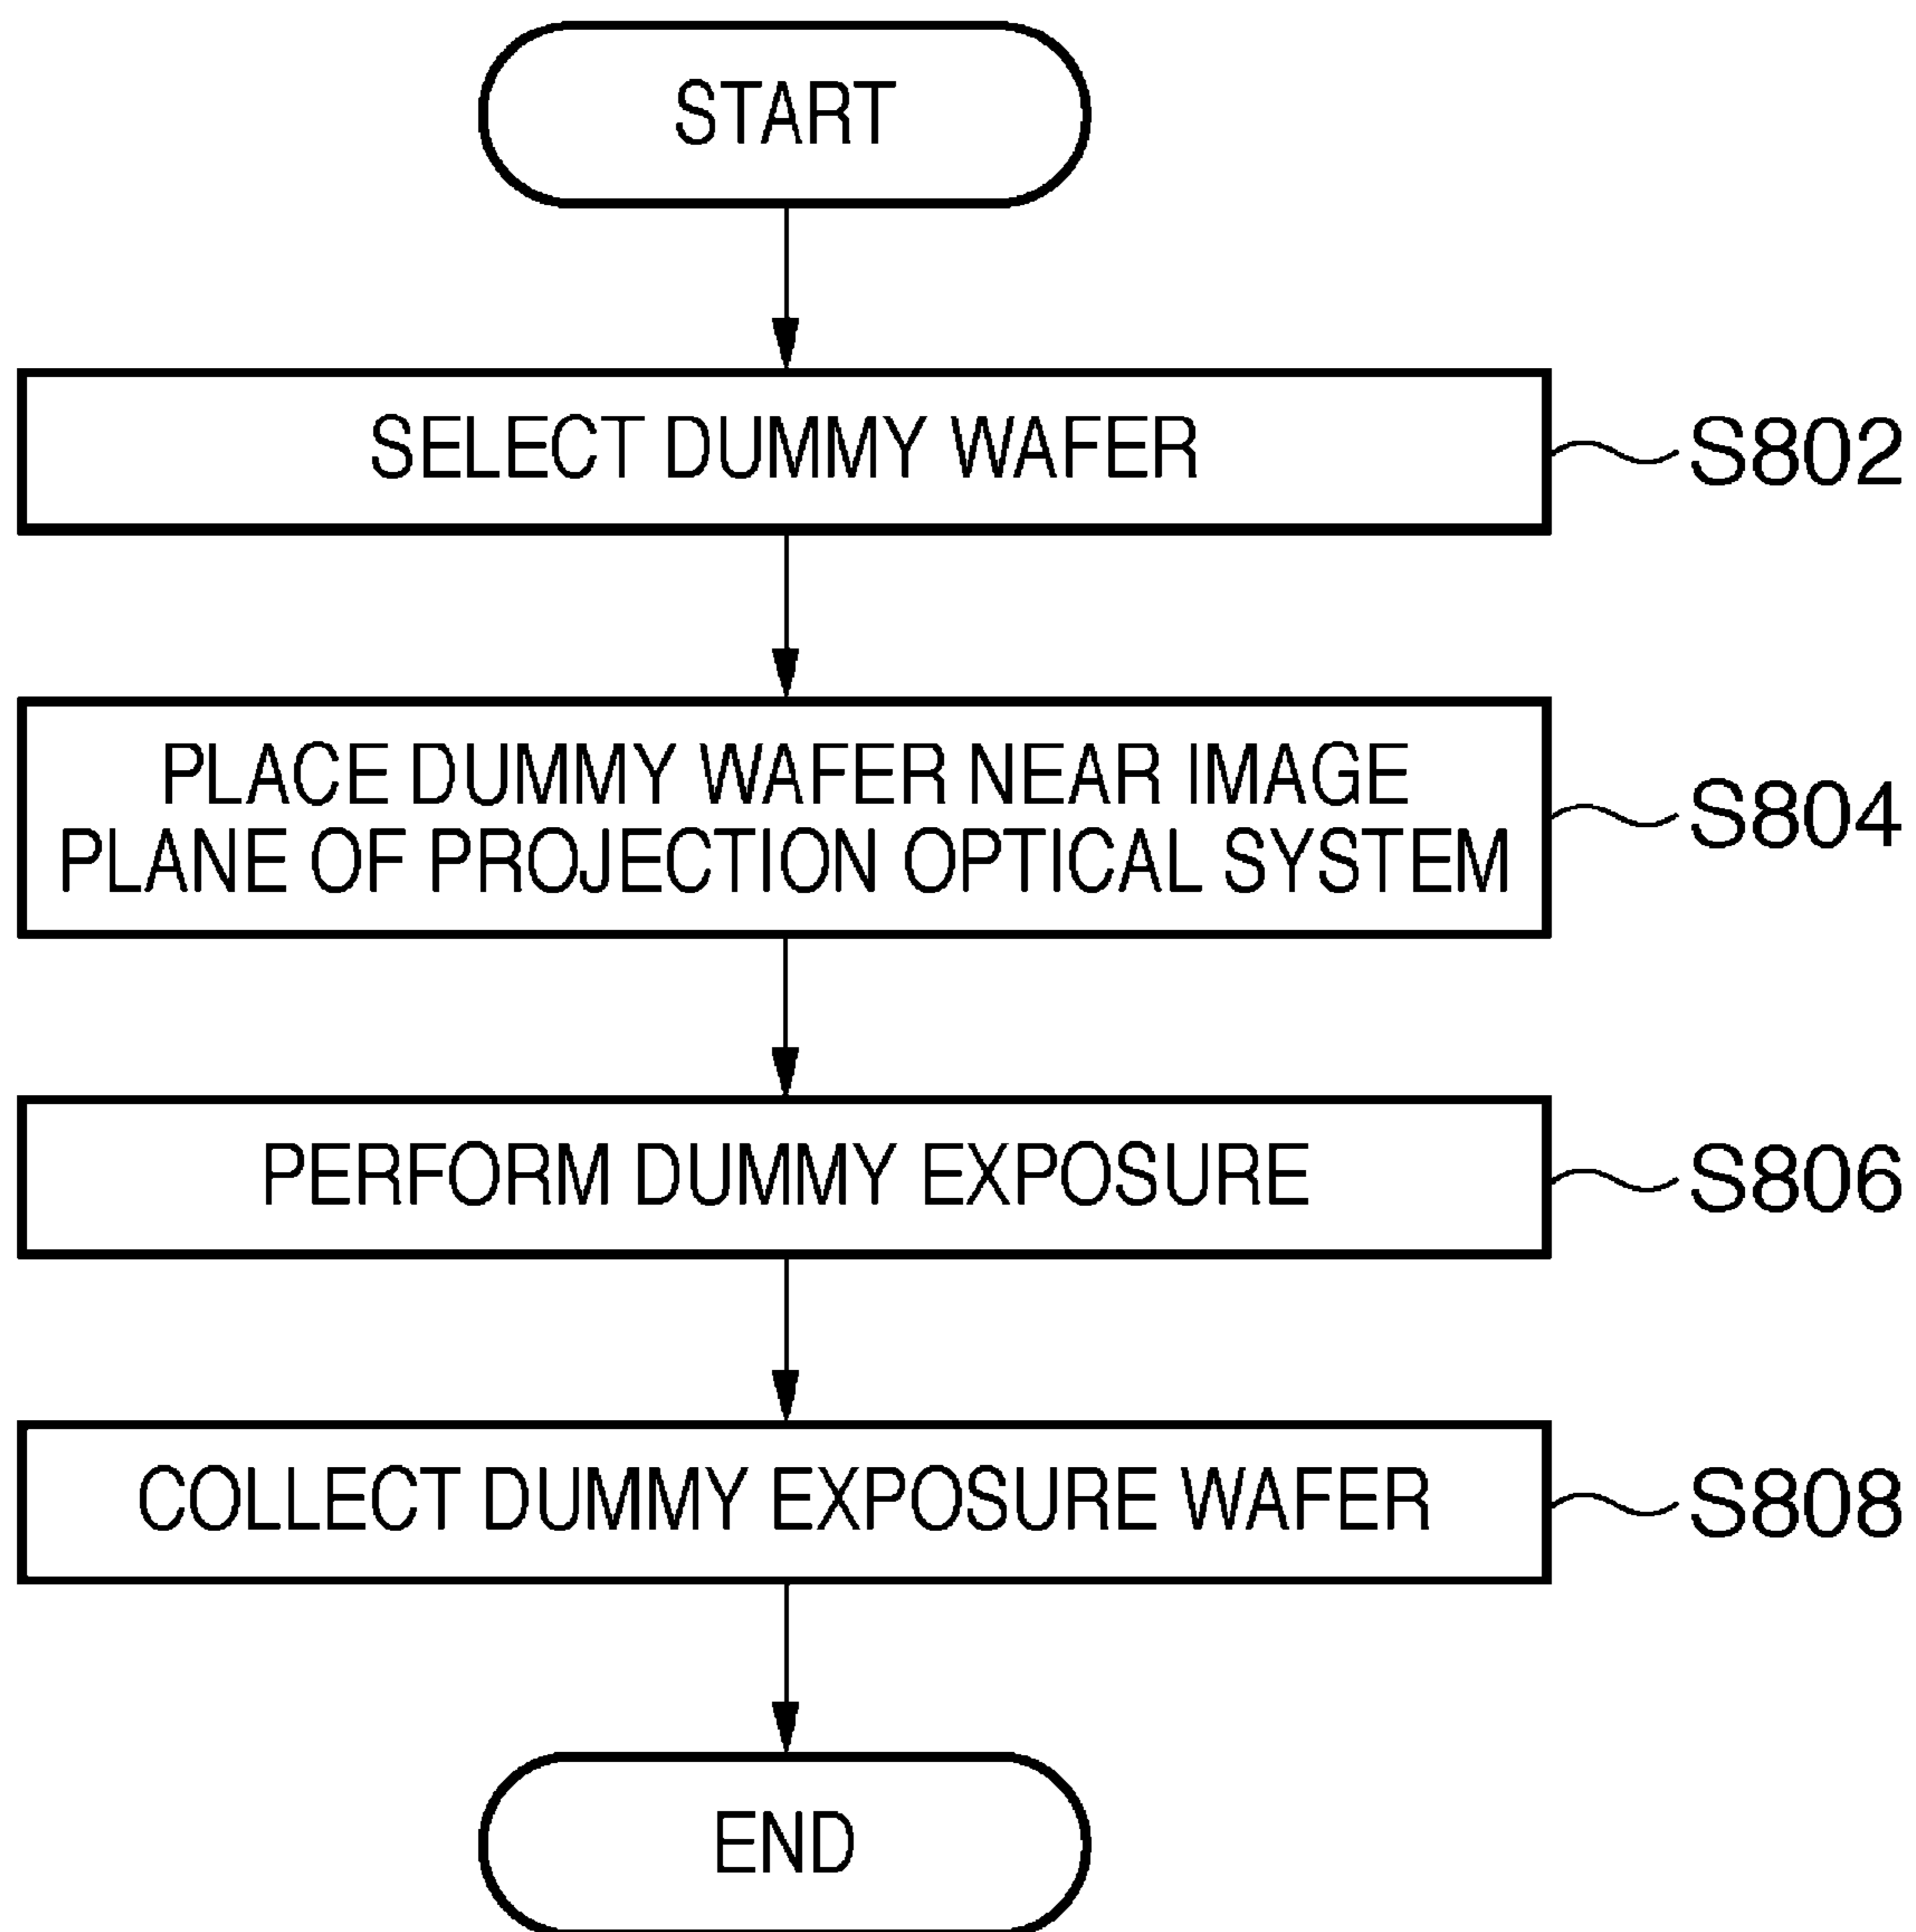 START
SELECT DUMMY WAFER
S802
PLACE DUMMY WAFER NEAR IMAGE
PLANE OF PROJECTION OPTICAL SYSTEM
S804
PERFORM DUMMY EXPOSURE
S806
COLLECT DUMMY EXPOSURE WAFER
S808
END